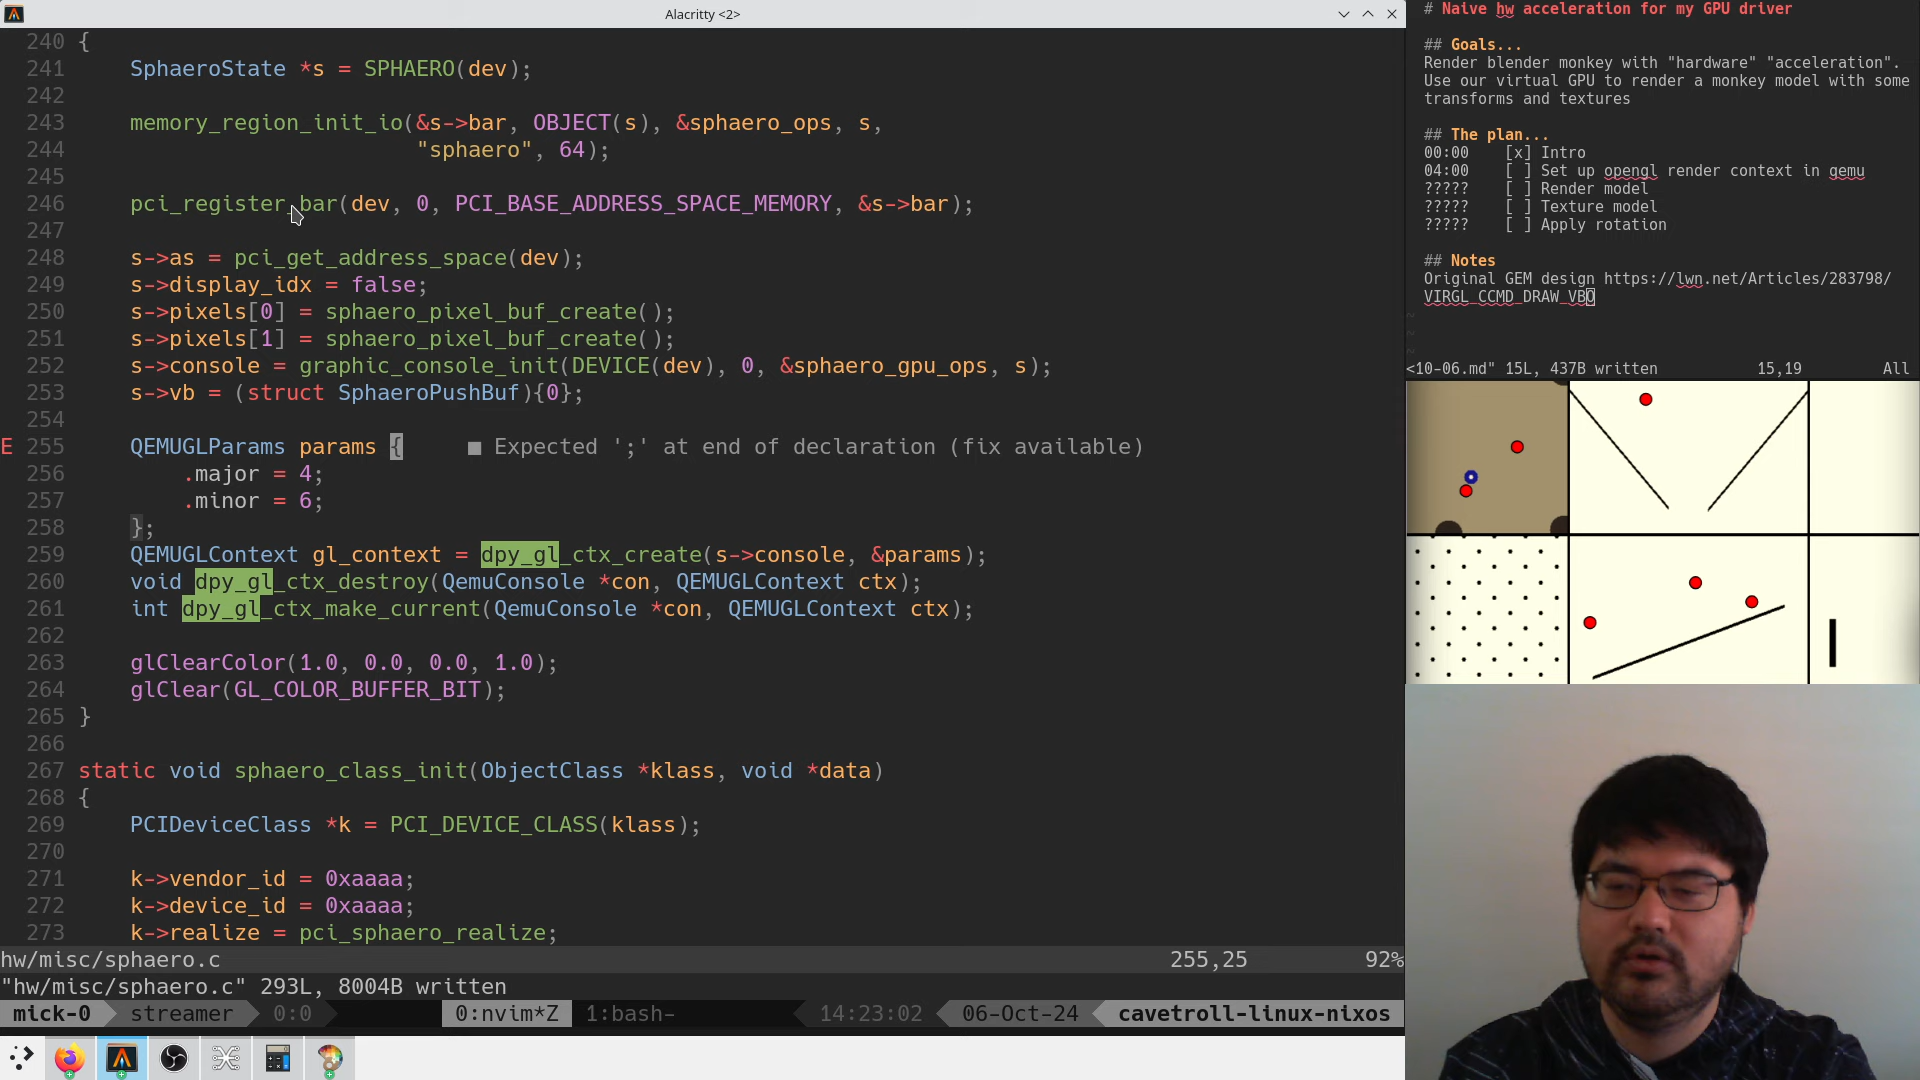 Alacritty <2>
240 {
241     SphaeroState *s = SPHAERO(dev);
242
243     memory_region_init_io(&s->bar, OBJECT(s), &sphaero_ops, s,
244                           "sphaero", 64);
245
246     pci_register_bar(dev, 0, PCI_BASE_ADDRESS_SPACE_MEMORY, &s->bar);
247
248     s->as = pci_get_address_space(dev);
249     s->display_idx = false;
250     s->pixels[0] = sphaero_pixel_buf_create();
251     s->pixels[1] = sphaero_pixel_buf_create();
252     s->console = graphic_console_init(DEVICE(dev), 0, &sphaero_gpu_ops, s);
253     s->vb = (struct SphaeroPushBuf){0};
254
E 255     QEMUGLParams params {     ■ Expected ';' at end of declaration (fix available)
256         .major = 4;
257         .minor = 6;
258     };
259     QEMUGLContext gl_context = dpy_gl_ctx_create(s->console, &params);
260     void dpy_gl_ctx_destroy(QemuConsole *con, QEMUGLContext ctx);
261     int dpy_gl_ctx_make_current(QemuConsole *con, QEMUGLContext ctx);
262
263     glClearColor(1.0, 0.0, 0.0, 1.0);
264     glClear(GL_COLOR_BUFFER_BIT);
265 }
266
267 static void sphaero_class_init(ObjectClass *klass, void *data)
268 {
269     PCIDeviceClass *k = PCI_DEVICE_CLASS(klass);
270
271     k->vendor_id = 0xaaaa;
272     k->device_id = 0xaaaa;
273     k->realize = pci_sphaero_realize;
hw/misc/sphaero.c 255,25 92%
"hw/misc/sphaero.c" 293L, 8004B written
mick-0 streamer 0:0 0:nvim*Z 1:bash- 14:23:02 06-Oct-24 cavetroll-linux-nixos
# Naive hw acceleration for my GPU driver
## Goals...
Render blender monkey with "hardware" "acceleration".
Use our virtual GPU to render a monkey model with some
transforms and textures
## The plan...
00:00    [x] Intro
04:00    [ ] Set up opengl render context in qemu
?????    [ ] Render model
?????    [ ] Texture model
?????    [ ] Apply rotation
## Notes
Original GEM design https://lwn.net/Articles/283798/
VIRGL_CCMD_DRAW_VBO
~
~
~
<10-06.md" 15L, 437B written 15,19 All